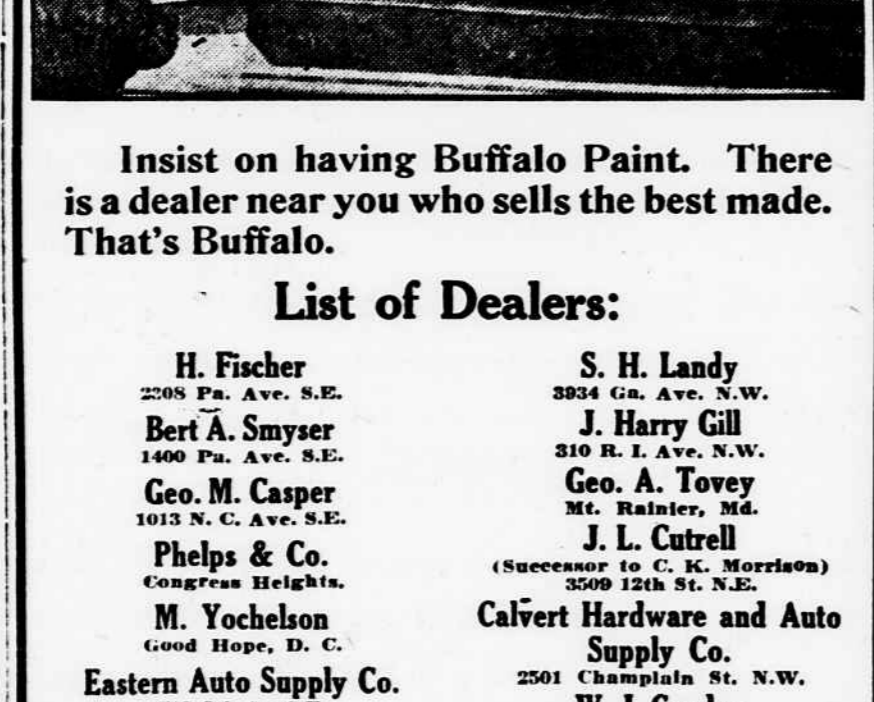 Insist on having Buffalo Paint. There
is a dealer near you who sells the best made.
That's Buffalo.
List of Dealers:
H. Fischer
2208 Pa. Ave. S.E.
Bert A. Smyser
1400 Pa. Ave. S.E.
Geo. M. Casper
1013 N. C. Ave. S.E.
Phelps & Co.
Congress Heights.
M. Yochelson
Good Hope, D. C.
Eastern Auto Supply Co.
S. H. Landy
3934 Ga. Ave. N.W.
J. Harry Gill
310 R. I. Ave. N.W.
Geo. A. Tovey
Mt. Rainier, Md.
J. L. Cutrell
(Successor to C. K. Morrison)
3509 12th St. N.E.
Calvert Hardware and Auto
Supply Co.
2501 Champlain St. N.W.